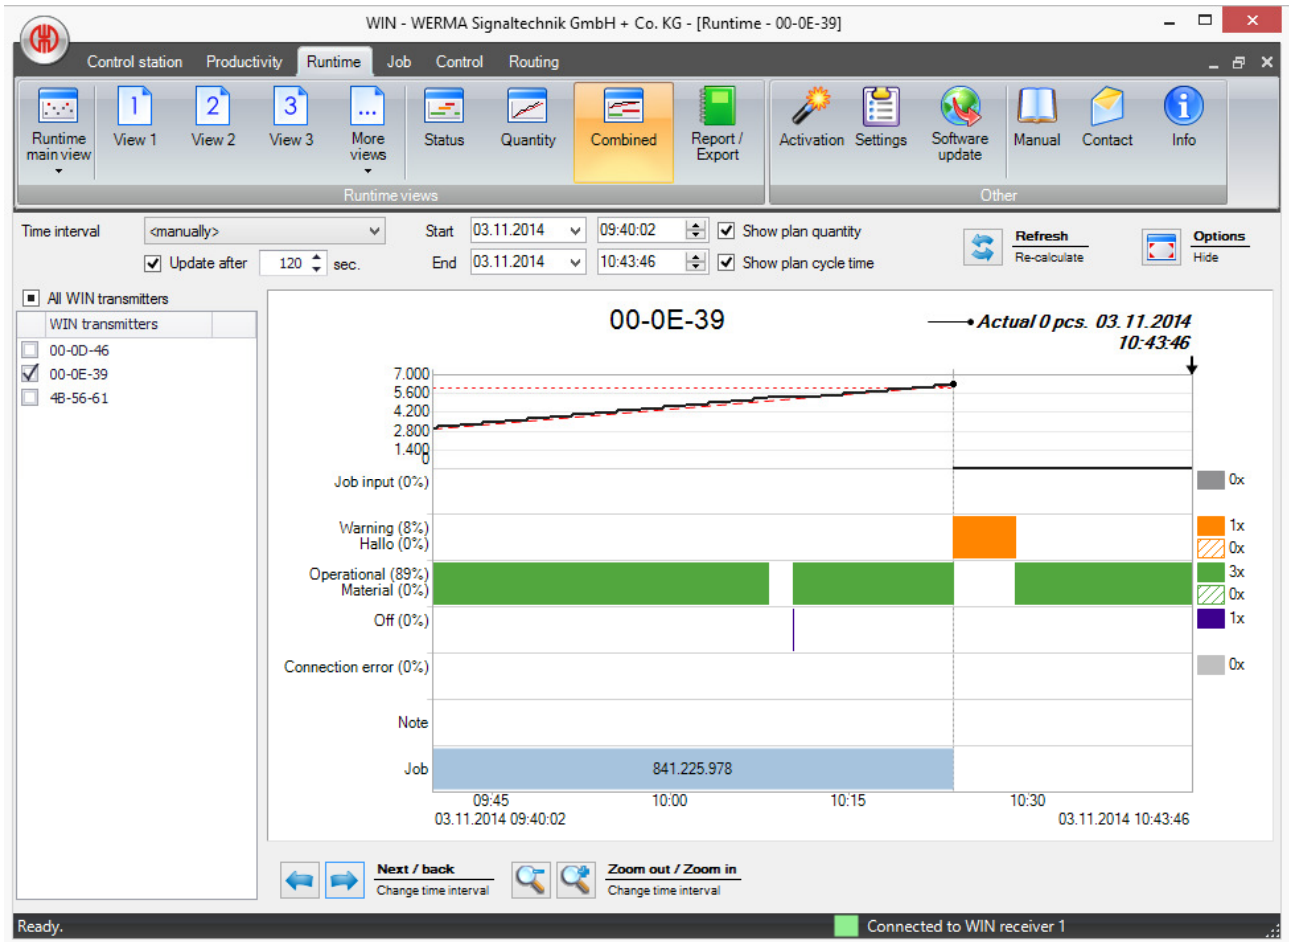 WIN - WERMA Signaltechnik GmbH + Co. KG - [Runtime - 00-0E-39]
Control station Productivity Runtime Job Control Routing
1 2 3 ...
Runtime main view
View 1
View 2
View 3
More views
Status
Quantity
Combined
Report / Export
Activation
Settings
Software update
Manual
Contact
Info
Runtime views
Other
Time interval <manually> Start 03.11.2014 09:40:02 Show plan quantity
Update after 120 sec. End 03.11.2014 10:43:46 Show plan cycle time
Refresh
Re-calculate
Options
Hide
All WIN transmitters
WIN transmitters
00-0D-46
00-0E-39
4B-56-61
00-0E-39
Actual 0 pcs. 03.11.2014
10:43:46
7.000
5.600
4.200
2.800
1.400
0
Job input (0%) 0x
Warning (8%) 1x
Hallo (0%) 0x
Operational (89%) 3x
Material (0%) 0x
Off (0%) 1x
Connection error (0%) 0x
Note
Job 841.225.978
09:45 10:00 10:15 10:30
03.11.2014 09:40:02 03.11.2014 10:43:46
Next / back
Change time interval
Zoom out / Zoom in
Change time interval
Ready. Connected to WIN receiver 1